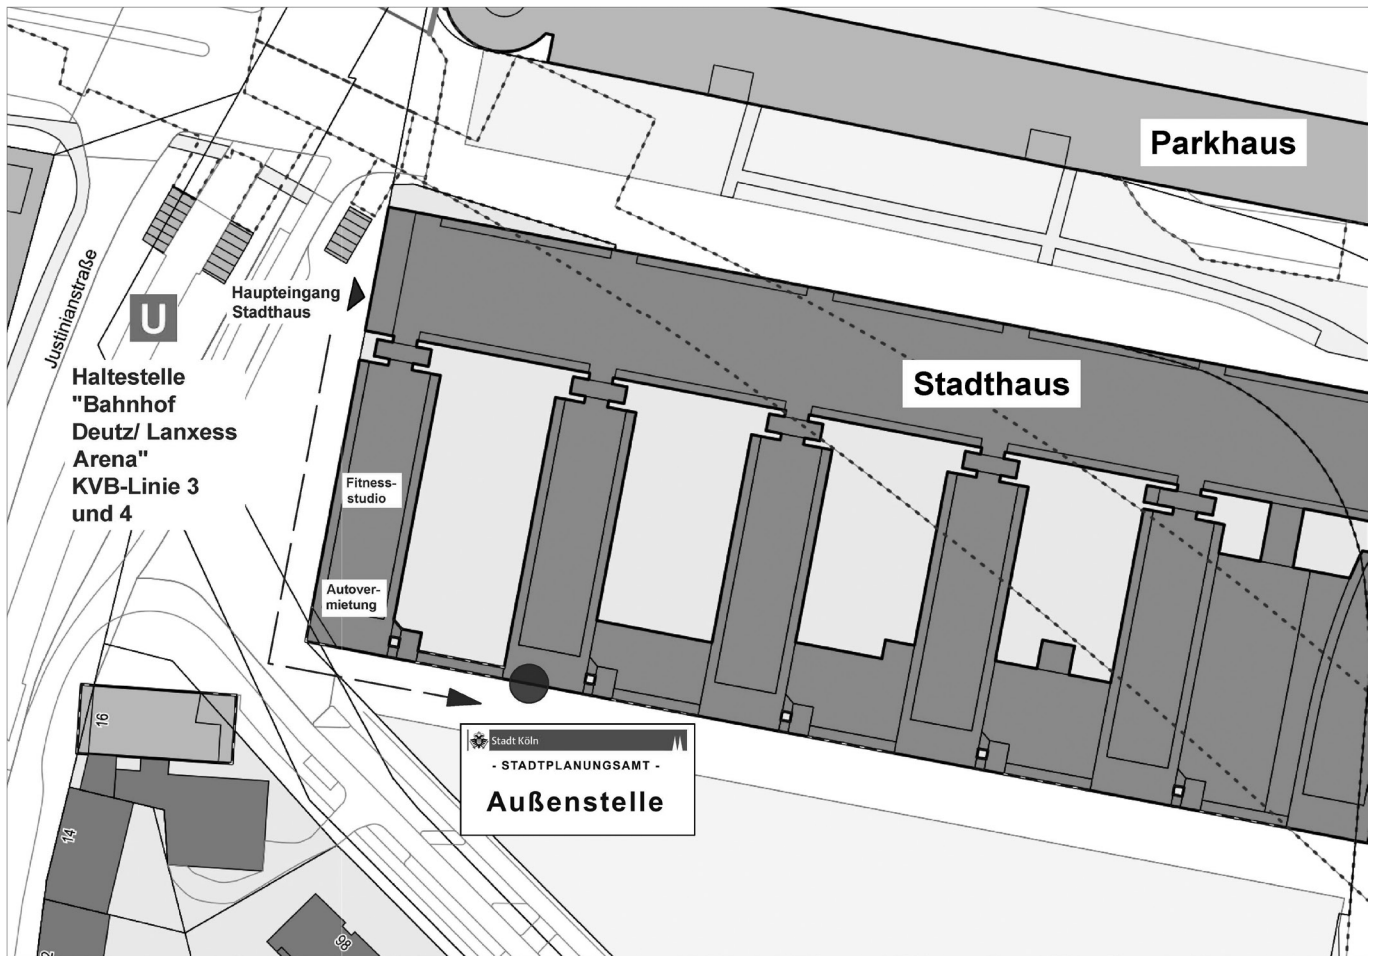 Parkhaus
Justinianstraße
U
Haupteingang
Stadthaus
Haltestelle
"Bahnhof
Deutz/ Lanxess
Arena"
KVB-Linie 3
und 4
Stadthaus
Fitness-
studio
Autover-
mietung
16
14
98
Stadt Köln
- STADTPLANUNGSAMT -
Außenstelle